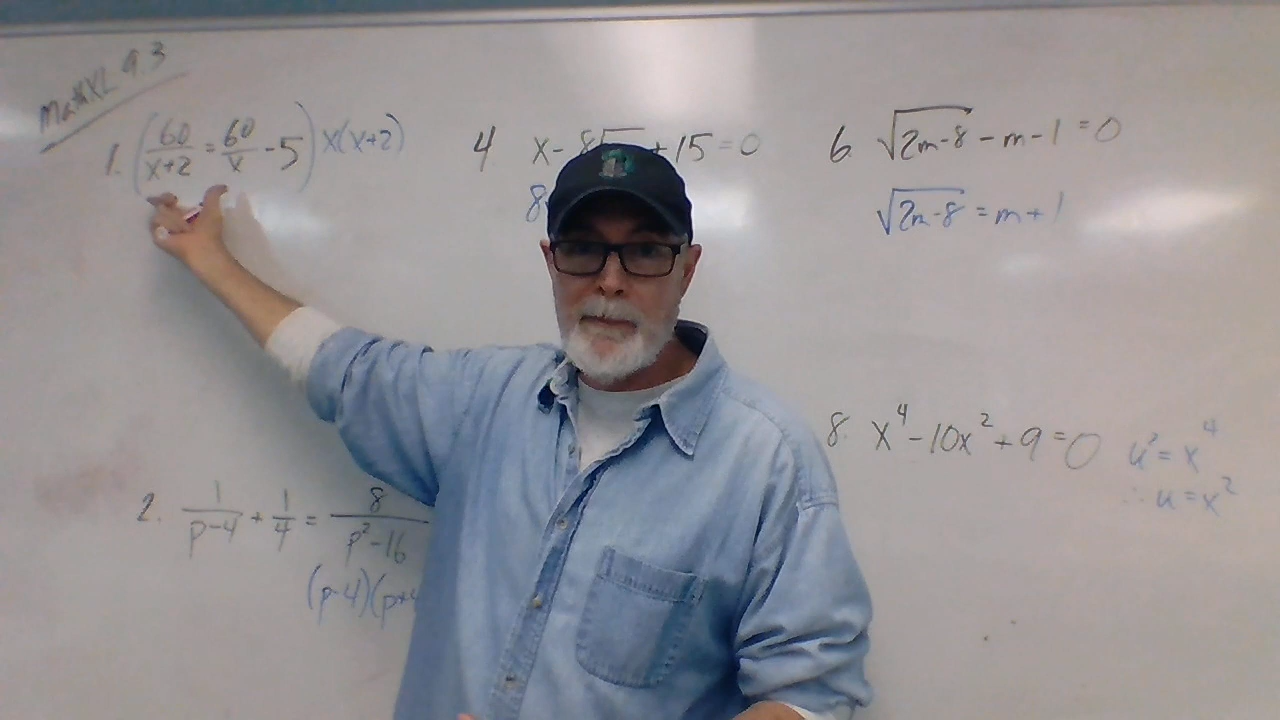 MathXL 9.3
1. (60/(x+2) = 60/x - 5) x(x+2)
4 x - 8√ + 15 = 0
8
6. √(2m-8) - m - 1 = 0
√(2m-8) = m + 1
2. 1/(p-4) + 1/4 = 8/(p²-16)
(p-4)(p+4
8. x⁴ - 10x² + 9 = 0 u² = x⁴
∴ u = x²